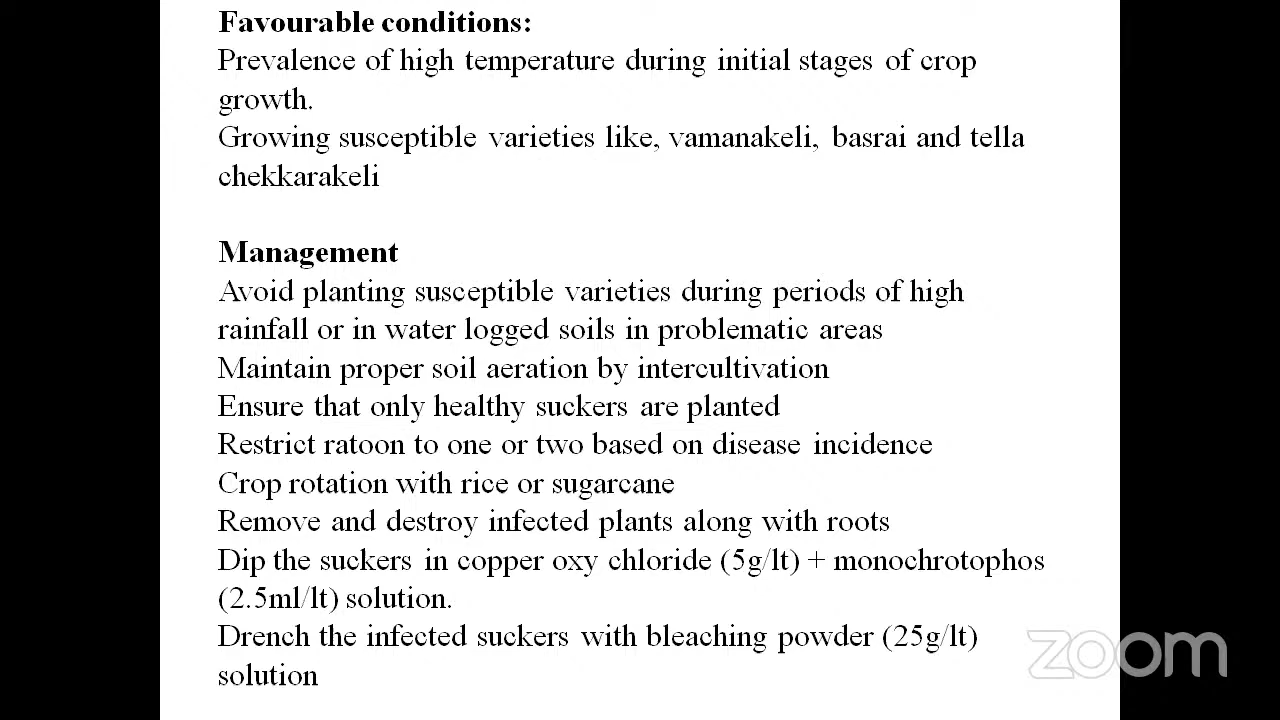 Favourable conditions:
Prevalence of high temperature during initial stages of crop
growth.
Growing susceptible varieties like, vamanakeli, basrai and tella
chekkarakeli
Management
Avoid planting susceptible varieties during periods of high
rainfall or in water logged soils in problematic areas
Maintain proper soil aeration by intercultivation
Ensure that only healthy suckers are planted
Restrict ratoon to one or two based on disease incidence
Crop rotation with rice or sugarcane
Remove and destroy infected plants along with roots
Dip the suckers in copper oxy chloride (5g/lt) + monochrotophos
(2.5ml/lt) solution.
Drench the infected suckers with bleaching powder (25g/lt)
solution
zoom